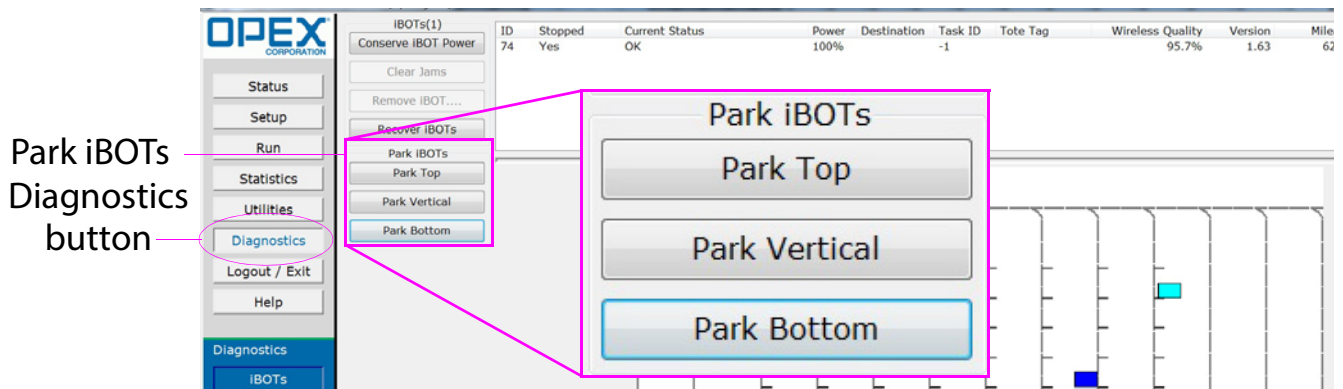 OPEX
CORPORATION
Status
Setup
Run
Statistics
Utilities
Diagnostics
Logout / Exit
Help
Diagnostics
iBOTs
iBOTs(1)
Conserve iBOT Power
Clear Jams
Remove iBOT....
Recover iBOTs
Park iBOTs
Park Top
Park Vertical
Park Bottom
ID Stopped Current Status Power Destination Task ID Tote Tag Wireless Quality Version
74 Yes OK 100% -1 95.7% 1.63
Park iBOTs
Park Top
Park Vertical
Park Bottom
Park iBOTs
Diagnostics
button